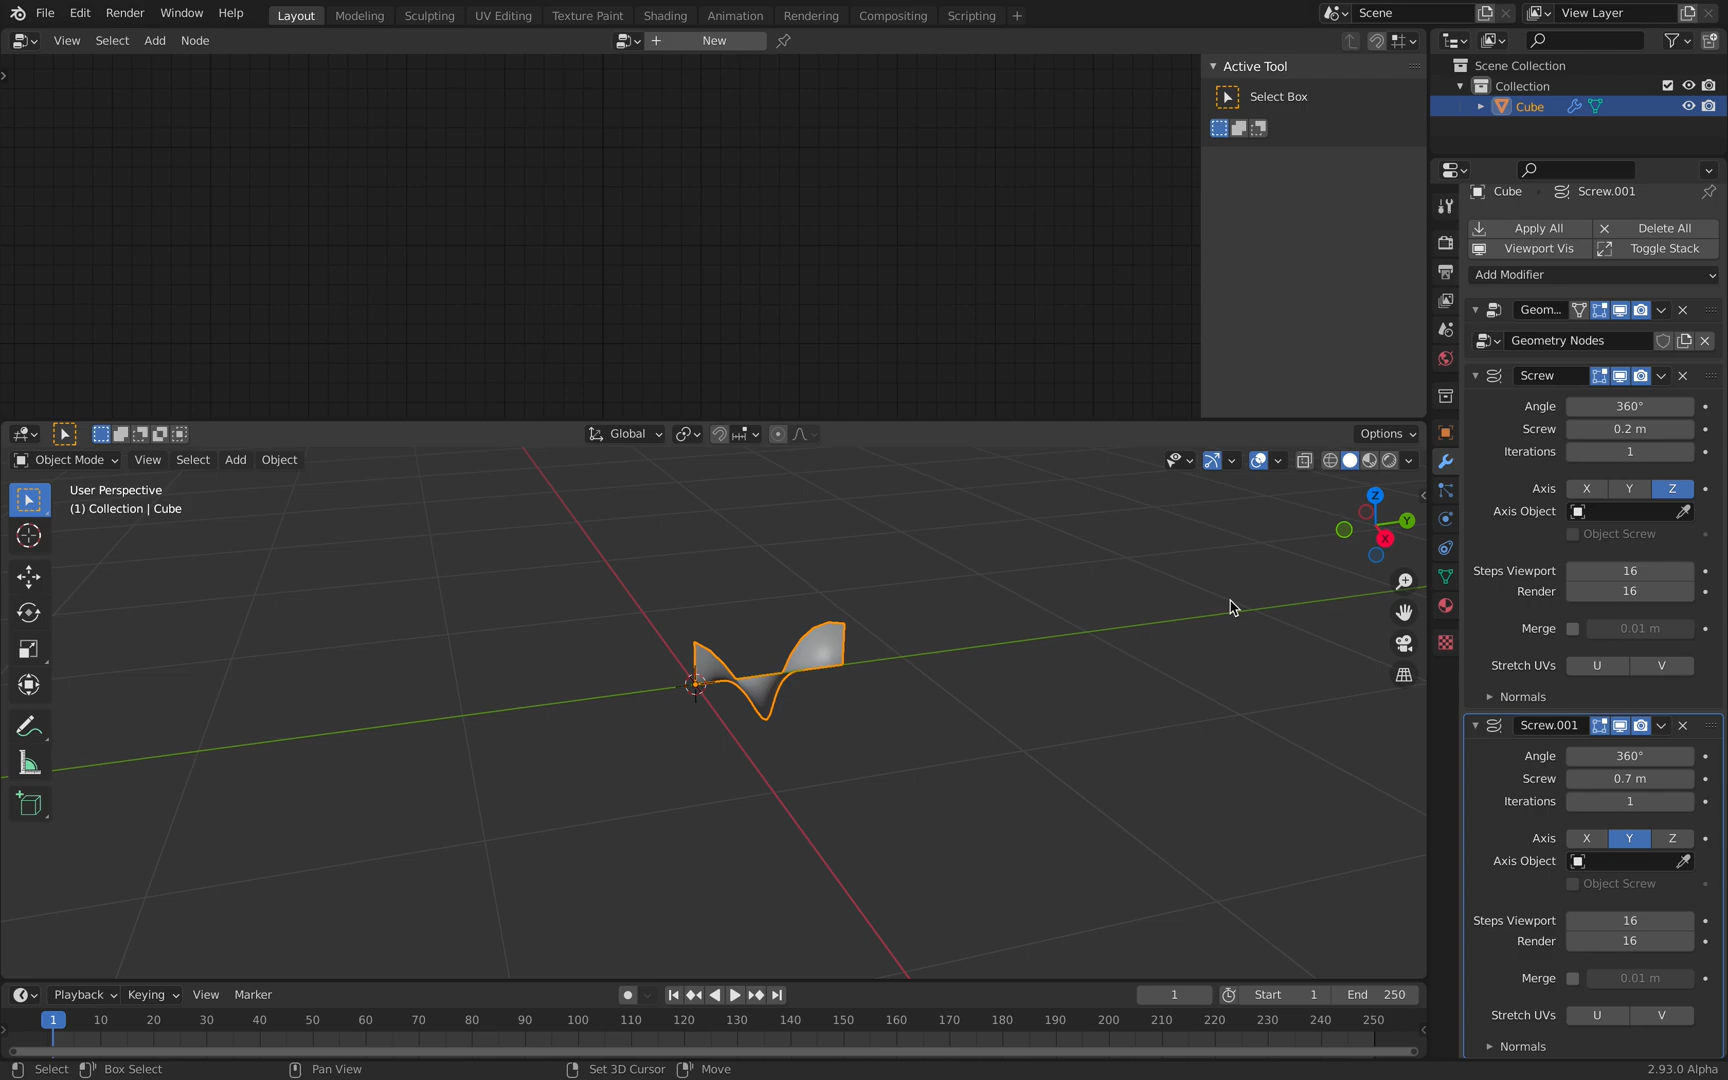 File Edit Render Window Help Layout Modeling Sculpting UV Editing Texture Paint Shading Animation Rendering Compositing Scripting + Scene View Layer
View Select Add Node + New
Active Tool
Select Box
Scene Collection
Collection
Cube
Cube Screw.001
Apply All Delete All
Viewport Vis Toggle Stack
Add Modifier
Geom...
Geometry Nodes
Screw
Angle 360°
Screw 0.2 m
Iterations 1
Axis X Y Z
Axis Object
Object Screw
Steps Viewport 16
Render 16
Merge 0.01 m
Stretch UVs U V
Normals
Screw.001
Angle 360°
Screw 0.7 m
Iterations 1
Axis X Y Z
Axis Object
Object Screw
Steps Viewport 16
Render 16
Merge 0.01 m
Stretch UVs U V
Normals
Global Options
Object Mode View Select Add Object
User Perspective
(1) Collection | Cube
Z
Y
X
Playback Keying View Marker 1 Start 1 End 250
1 10 20 30 40 50 60 70 80 90 100 110 120 130 140 150 160 170 180 190 200 210 220 230 240 250
Select Box Select Pan View Set 3D Cursor Move 2.93.0 Alpha